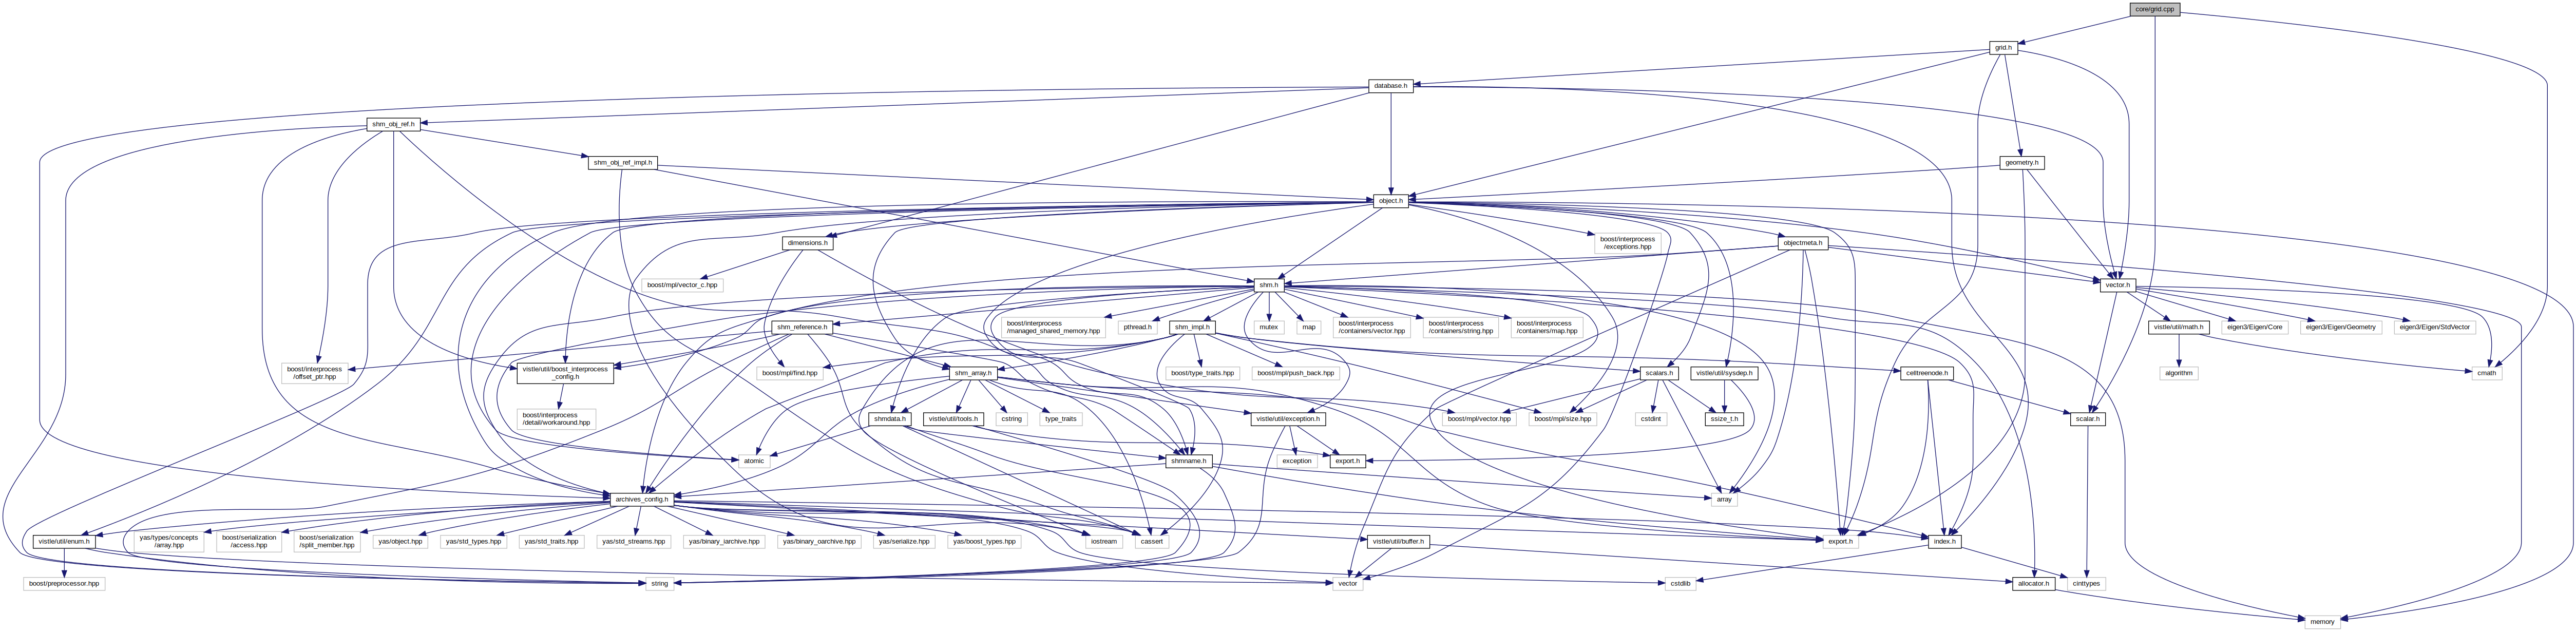 core/grid.cpp
grid.h
database.h
shm_obj_ref.h
shm_obj_ref_impl.h
geometry.h
object.h
dimensions.h
boost/interprocess
/exceptions.hpp
objectmeta.h
boost/mpl/vector_c.hpp
shm.h
vector.h
shm_reference.h
boost/interprocess
/managed_shared_memory.hpp
pthread.h
shm_impl.h
mutex
map
boost/interprocess
/containers/vector.hpp
boost/interprocess
/containers/string.hpp
boost/interprocess
/containers/map.hpp
vistle/util/math.h
eigen3/Eigen/Core
eigen3/Eigen/Geometry
eigen3/Eigen/StdVector
boost/interprocess
/offset_ptr.hpp
vistle/util/boost_interprocess
_config.h
boost/mpl/find.hpp
shm_array.h
boost/type_traits.hpp
boost/mpl/push_back.hpp
scalars.h
vistle/util/sysdep.h
celltreenode.h
algorithm
cmath
boost/interprocess
/detail/workaround.hpp
shmdata.h
vistle/util/tools.h
cstring
type_traits
vistle/util/exception.h
boost/mpl/vector.hpp
boost/mpl/size.hpp
cstdint
ssize_t.h
scalar.h
atomic
shmname.h
exception
export.h
archives_config.h
array
vistle/util/enum.h
yas/types/concepts
/array.hpp
boost/serialization
/access.hpp
boost/serialization
/split_member.hpp
yas/object.hpp
yas/std_types.hpp
yas/std_traits.hpp
yas/std_streams.hpp
yas/binary_iarchive.hpp
yas/binary_oarchive.hpp
yas/serialize.hpp
yas/boost_types.hpp
iostream
cassert
vistle/util/buffer.h
export.h
index.h
boost/preprocessor.hpp
string
vector
cstdlib
allocator.h
cinttypes
memory